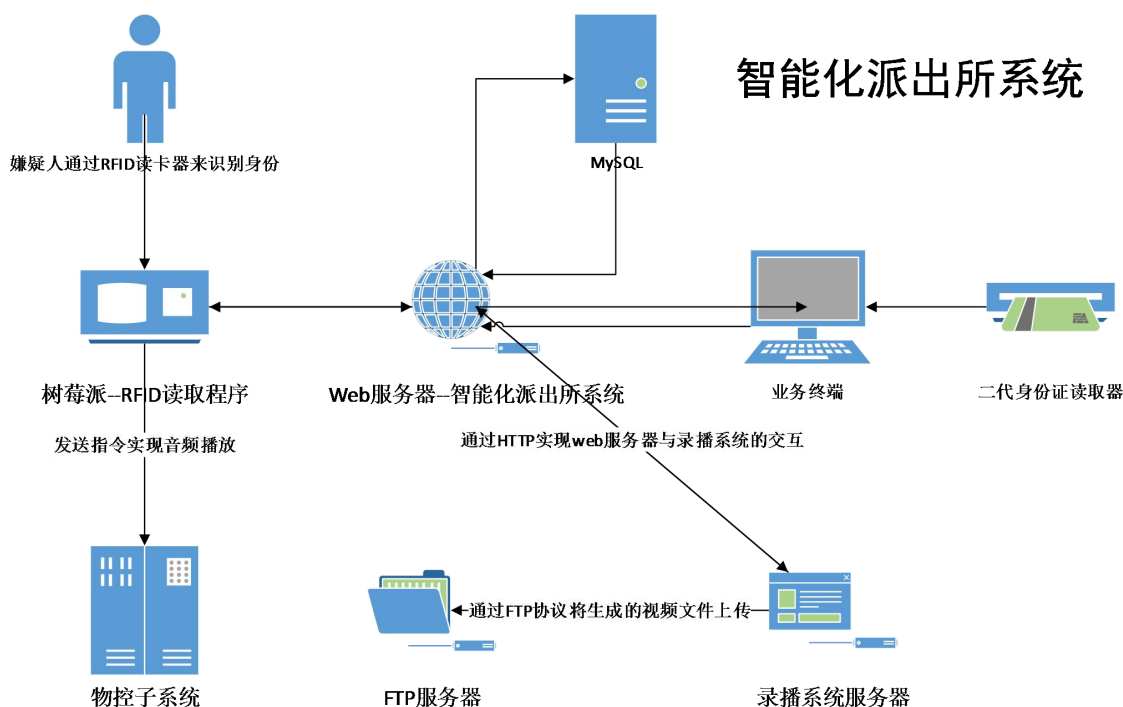 智能化派出所系统
嫌疑人通过RFID读卡器来识别身份
MySQL
树莓派--RFID读取程序
Web服务器--智能化派出所系统
业务终端
二代身份证读取器
发送指令实现音频播放
通过HTTP实现web服务器与录播系统的交互
通过FTP协议将生成的视频文件上传
物控子系统
FTP服务器
录播系统服务器